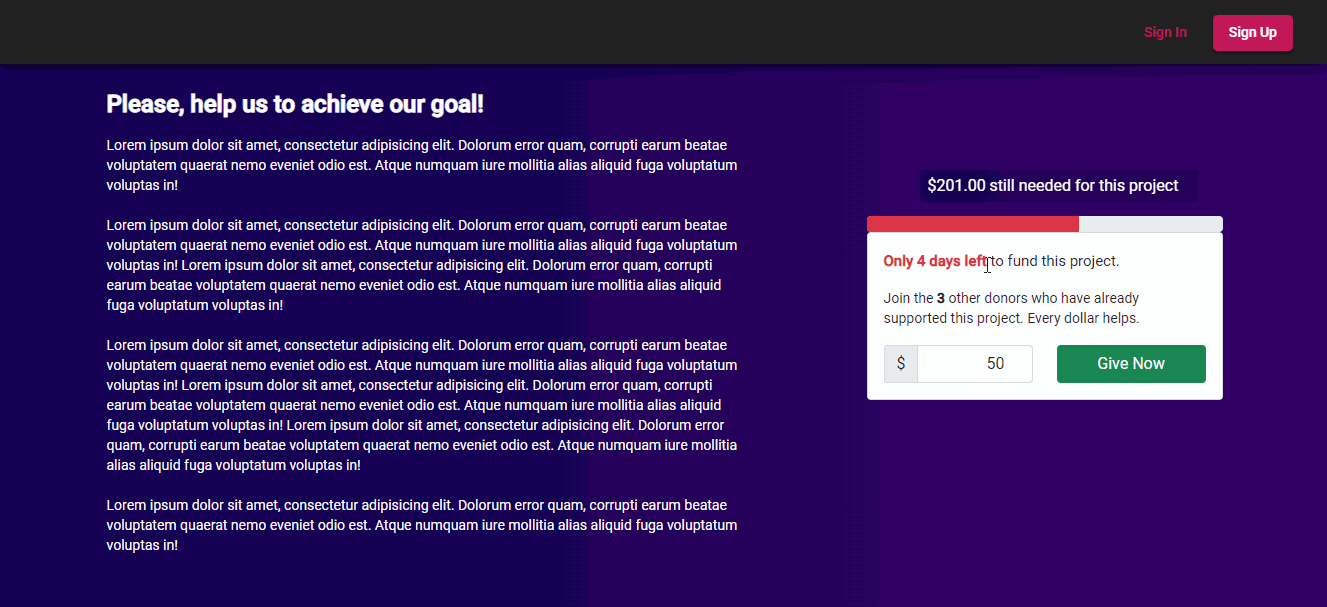 Sign In
Sign Up
Please, help us to achieve our goal!
Lorem ipsum dolor sit amet, consectetur adipisicing elit. Dolorum error quam, corrupti earum beatae
voluptatem quaerat nemo eveniet odio est. Atque numquam iure mollitia alias aliquid fuga voluptatum
voluptas in!
Lorem ipsum dolor sit amet, consectetur adipisicing elit. Dolorum error quam, corrupti earum beatae
voluptatem quaerat nemo eveniet odio est. Atque numquam iure mollitia alias aliquid fuga voluptatum
voluptas in! Lorem ipsum dolor sit amet, consectetur adipisicing elit. Dolorum error quam, corrupti
earum beatae voluptatem quaerat nemo eveniet odio est. Atque numquam iure mollitia alias aliquid
fuga voluptatum voluptas in!
Lorem ipsum dolor sit amet, consectetur adipisicing elit. Dolorum error quam, corrupti earum beatae
voluptatem quaerat nemo eveniet odio est. Atque numquam iure mollitia alias aliquid fuga voluptatum
voluptas in! Lorem ipsum dolor sit amet, consectetur adipisicing elit. Dolorum error quam, corrupti
earum beatae voluptatem quaerat nemo eveniet odio est. Atque numquam iure mollitia alias aliquid
fuga voluptatum voluptas in! Lorem ipsum dolor sit amet, consectetur adipisicing elit. Dolorum error
quam, corrupti earum beatae voluptatem quaerat nemo eveniet odio est. Atque numquam iure mollitia
alias aliquid fuga voluptatum voluptas in!
Lorem ipsum dolor sit amet, consectetur adipisicing elit. Dolorum error quam, corrupti earum beatae
voluptatem quaerat nemo eveniet odio est. Atque numquam iure mollitia alias aliquid fuga voluptatum
voluptas in!
$201.00 still needed for this project
Only 4 days left to fund this project.
Join the 3 other donors who have already
supported this project. Every dollar helps.
$ 50
Give Now